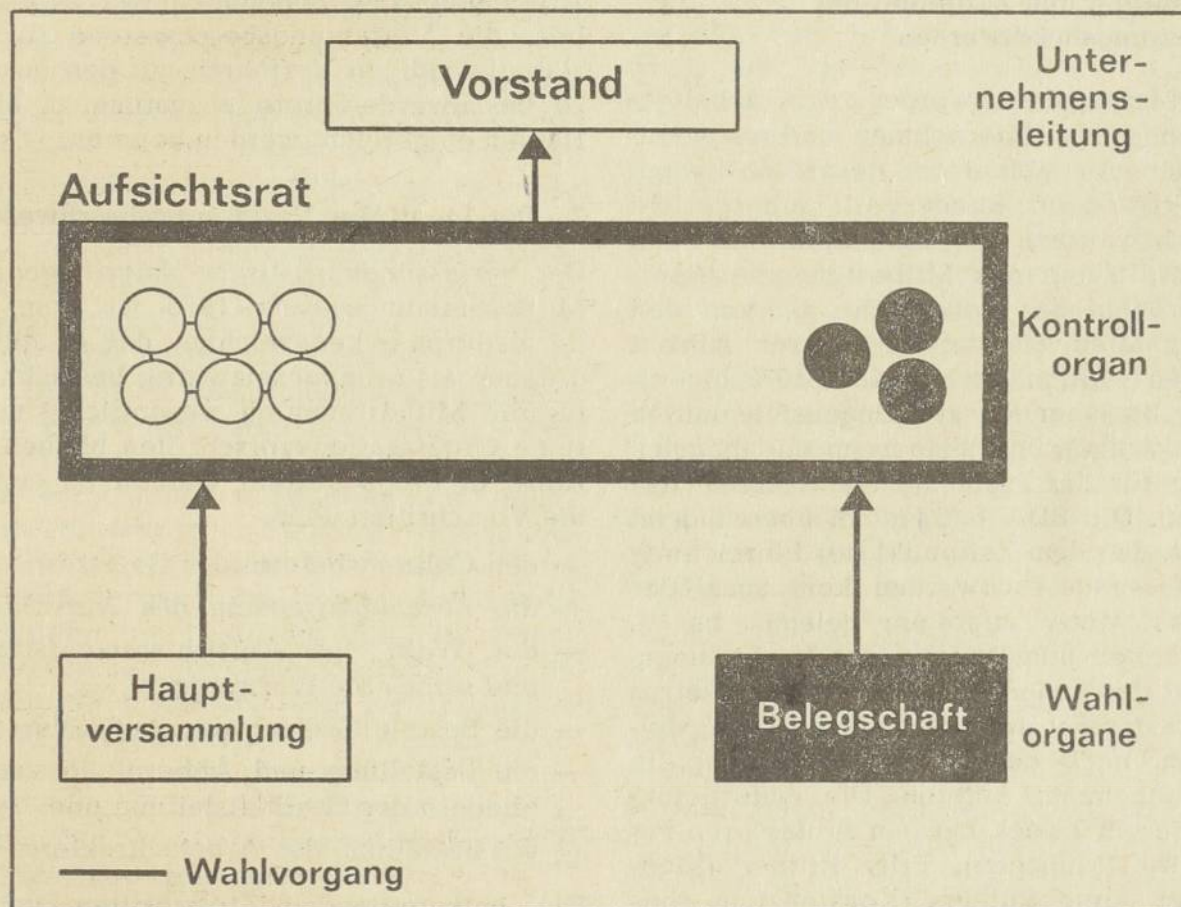 Vorstand
Unter-
nehmens-
leitung
Aufsichtsrat
Kontroll-
organ
Haupt-
versammlung
Belegschaft
Wahl-
organe
Wahlvorgang